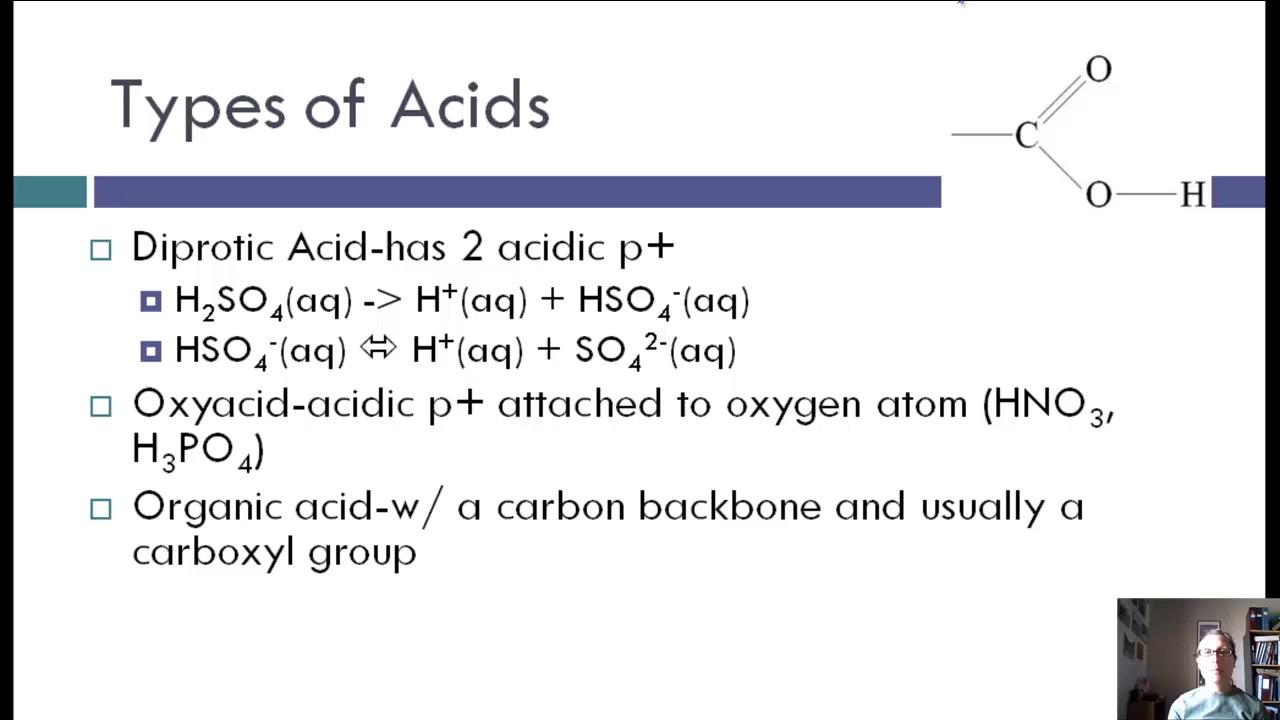 Types of Acids
O
C
O H
Diprotic Acid-has 2 acidic p+
H₂SO₄(aq) -> H⁺(aq) + HSO₄⁻(aq)
HSO₄⁻(aq) ⇔ H⁺(aq) + SO₄²⁻(aq)
Oxyacid-acidic p+ attached to oxygen atom (HNO₃,
H₃PO₄)
Organic acid-w/ a carbon backbone and usually a
carboxyl group